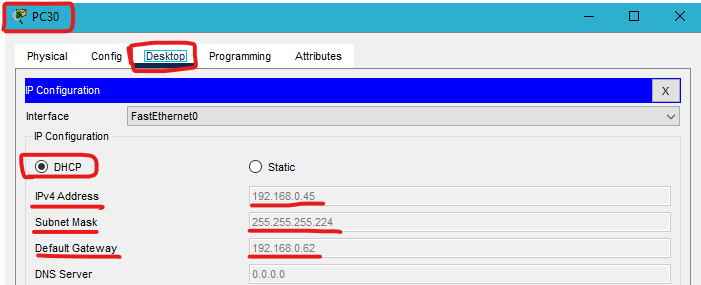 PC30
Physical Config Desktop Programming Attributes
IP Configuration X
Interface FastEthernet0
IP Configuration
DHCP Static
IPv4 Address 192.168.0.45
Subnet Mask 255.255.255.224
Default Gateway 192.168.0.62
DNS Server 0.0.0.0